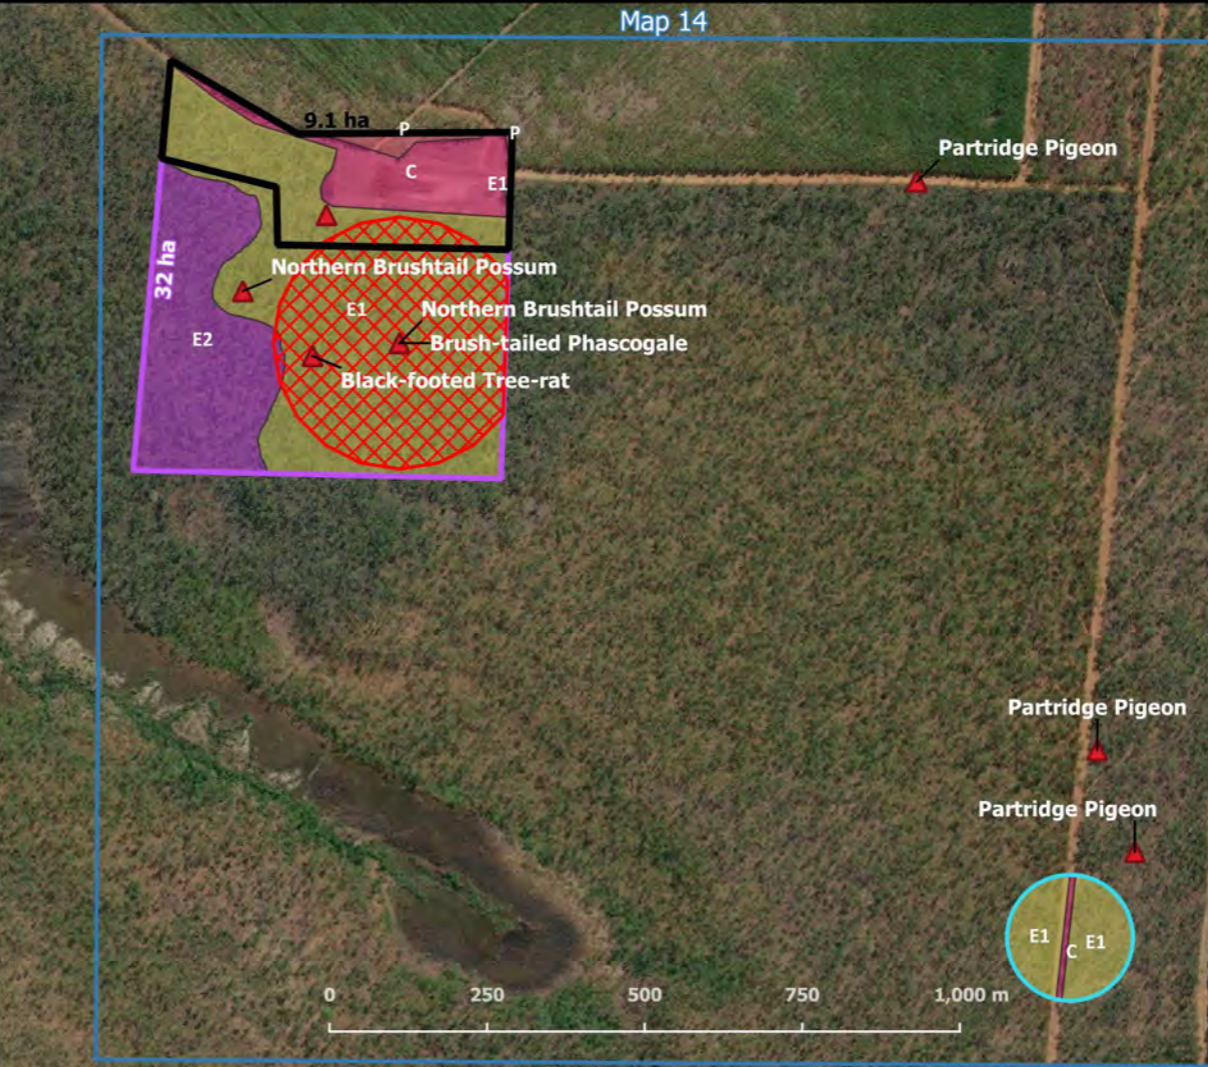 Map 14
9.1 ha
P
P
Partridge Pigeon
C
E1
32 ha
Northern Brushtail Possum
E1
Northern Brushtail Possum
E2
Brush-tailed Phascogale
Black-footed Tree-rat
Partridge Pigeon
Partridge Pigeon
E1
C
E1
0 250 500 750 1,000 m